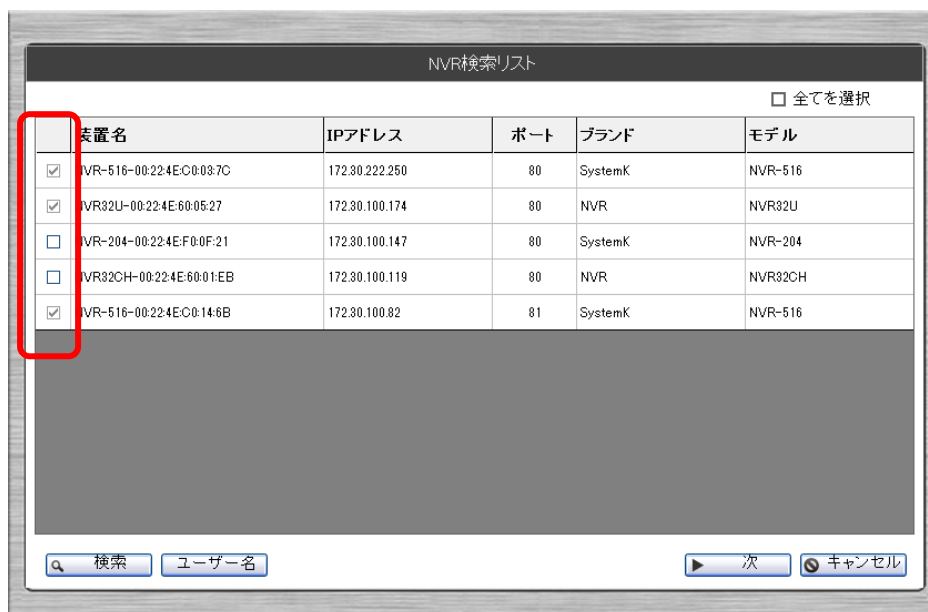 NVR検索リスト
全てを選択
装置名 IPアドレス ポート ブランド モデル
NVR-516-00:22:4E:C0:03:7C 172.30.222.250 80 SystemK NVR-516
NVR32U-00:22:4E:60:05:27 172.30.100.174 80 NVR NVR32U
NVR-204-00:22:4E:F0:0F:21 172.30.100.147 80 SystemK NVR-204
NVR32CH-00:22:4E:60:01:EB 172.30.100.119 80 NVR NVR32CH
NVR-516-00:22:4E:C0:14:6B 172.30.100.82 81 SystemK NVR-516
検索 ユーザー名 次 キャンセル